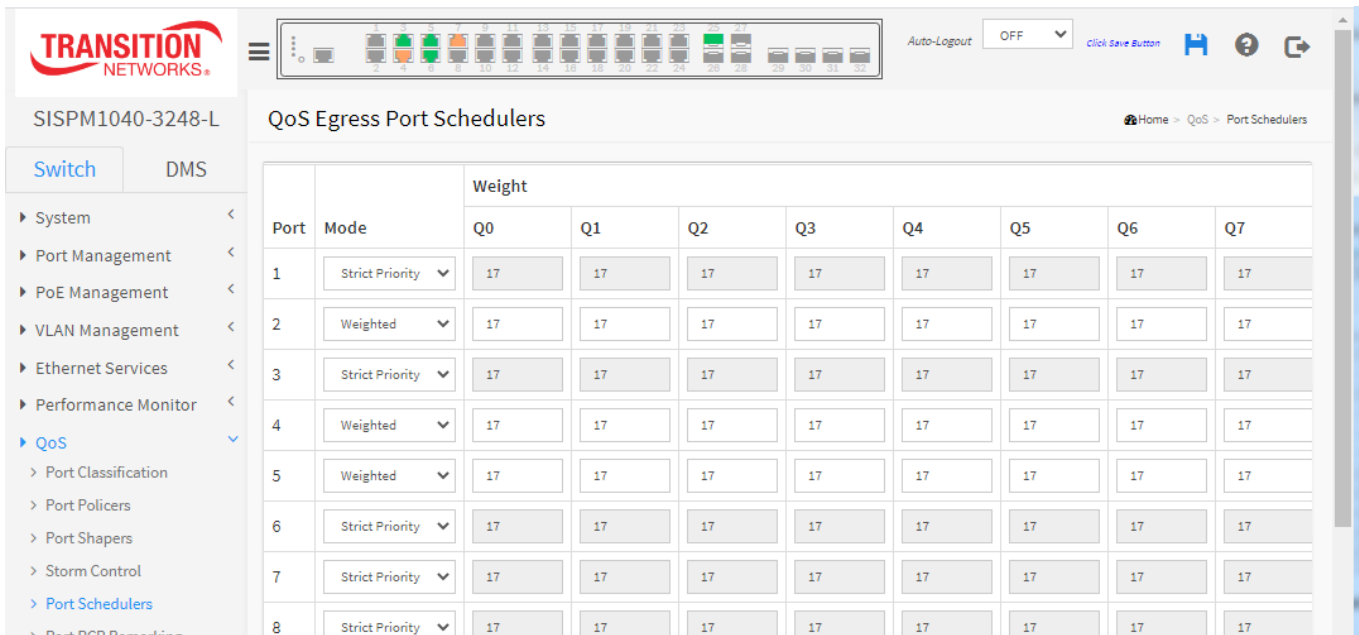 TRANSITION
NETWORKS®
1 3 5 7 9 11 13 15 17 19 21 23 25 27
2 4 6 8 10 12 14 16 18 20 22 24 26 28 29 30 31 32
Auto-Logout OFF Click Save Button
SISPM1040-3248-L
QoS Egress Port Schedulers
Home > QoS > Port Schedulers
Switch DMS
System
Port Management
PoE Management
VLAN Management
Ethernet Services
Performance Monitor
QoS
Port Classification
Port Policers
Port Shapers
Storm Control
Port Schedulers
Weight
Port Mode Q0 Q1 Q2 Q3 Q4 Q5 Q6 Q7
1 Strict Priority 17 17 17 17 17 17 17 17
2 Weighted 17 17 17 17 17 17 17 17
3 Strict Priority 17 17 17 17 17 17 17 17
4 Weighted 17 17 17 17 17 17 17 17
5 Weighted 17 17 17 17 17 17 17 17
6 Strict Priority 17 17 17 17 17 17 17 17
7 Strict Priority 17 17 17 17 17 17 17 17
8 Strict Priority 17 17 17 17 17 17 17 17